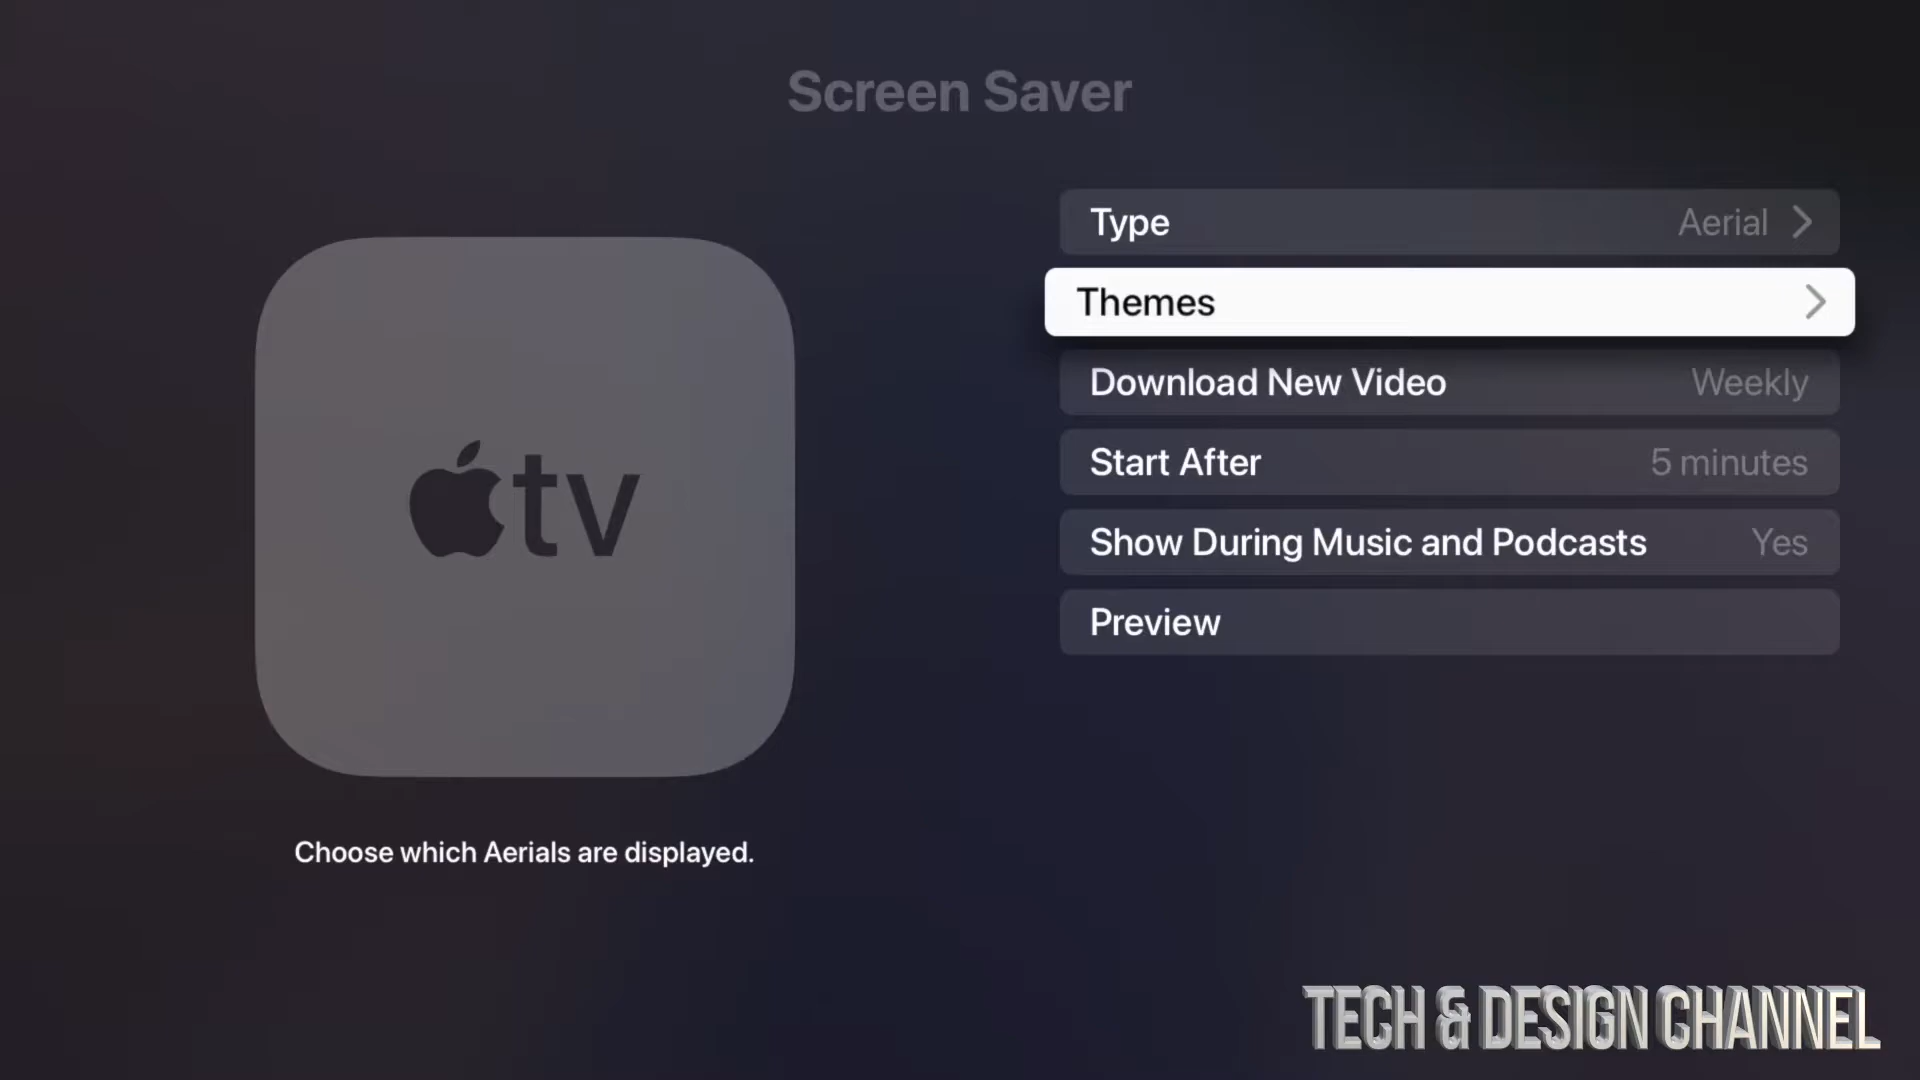 Screen Saver
Type Aerial
Themes
Download New Video Weekly
Start After 5 minutes
Show During Music and Podcasts Yes
Preview
tv
Choose which Aerials are displayed.
TECH & DESIGN CHANNEL